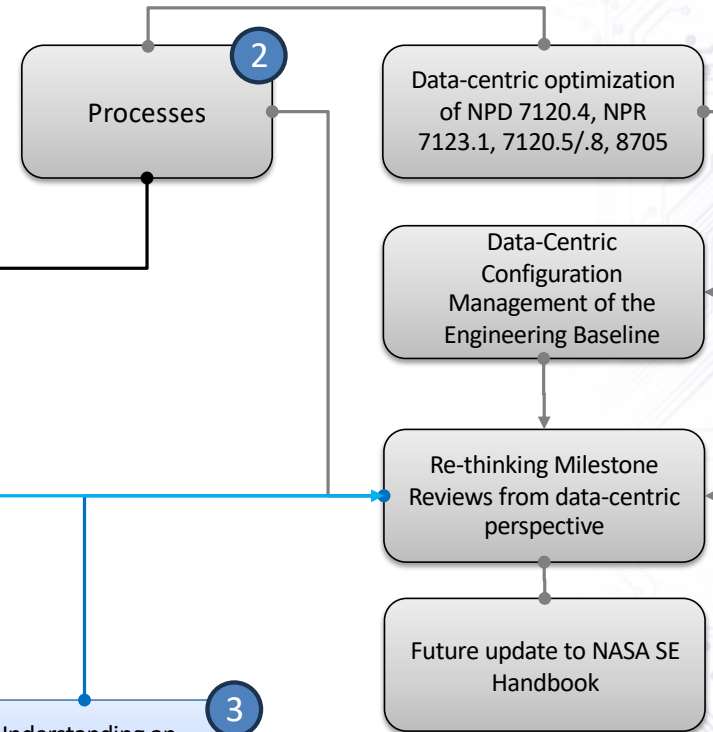 2
Processes
Data-centric optimization
of NPD 7120.4, NPR
7123.1, 7120.5/.8, 8705
Data-Centric
Configuration
Management of the
Engineering Baseline
Re-thinking Milestone
Reviews from data-centric
perspective
Future update to NASA SE
Handbook
3
Understanding an